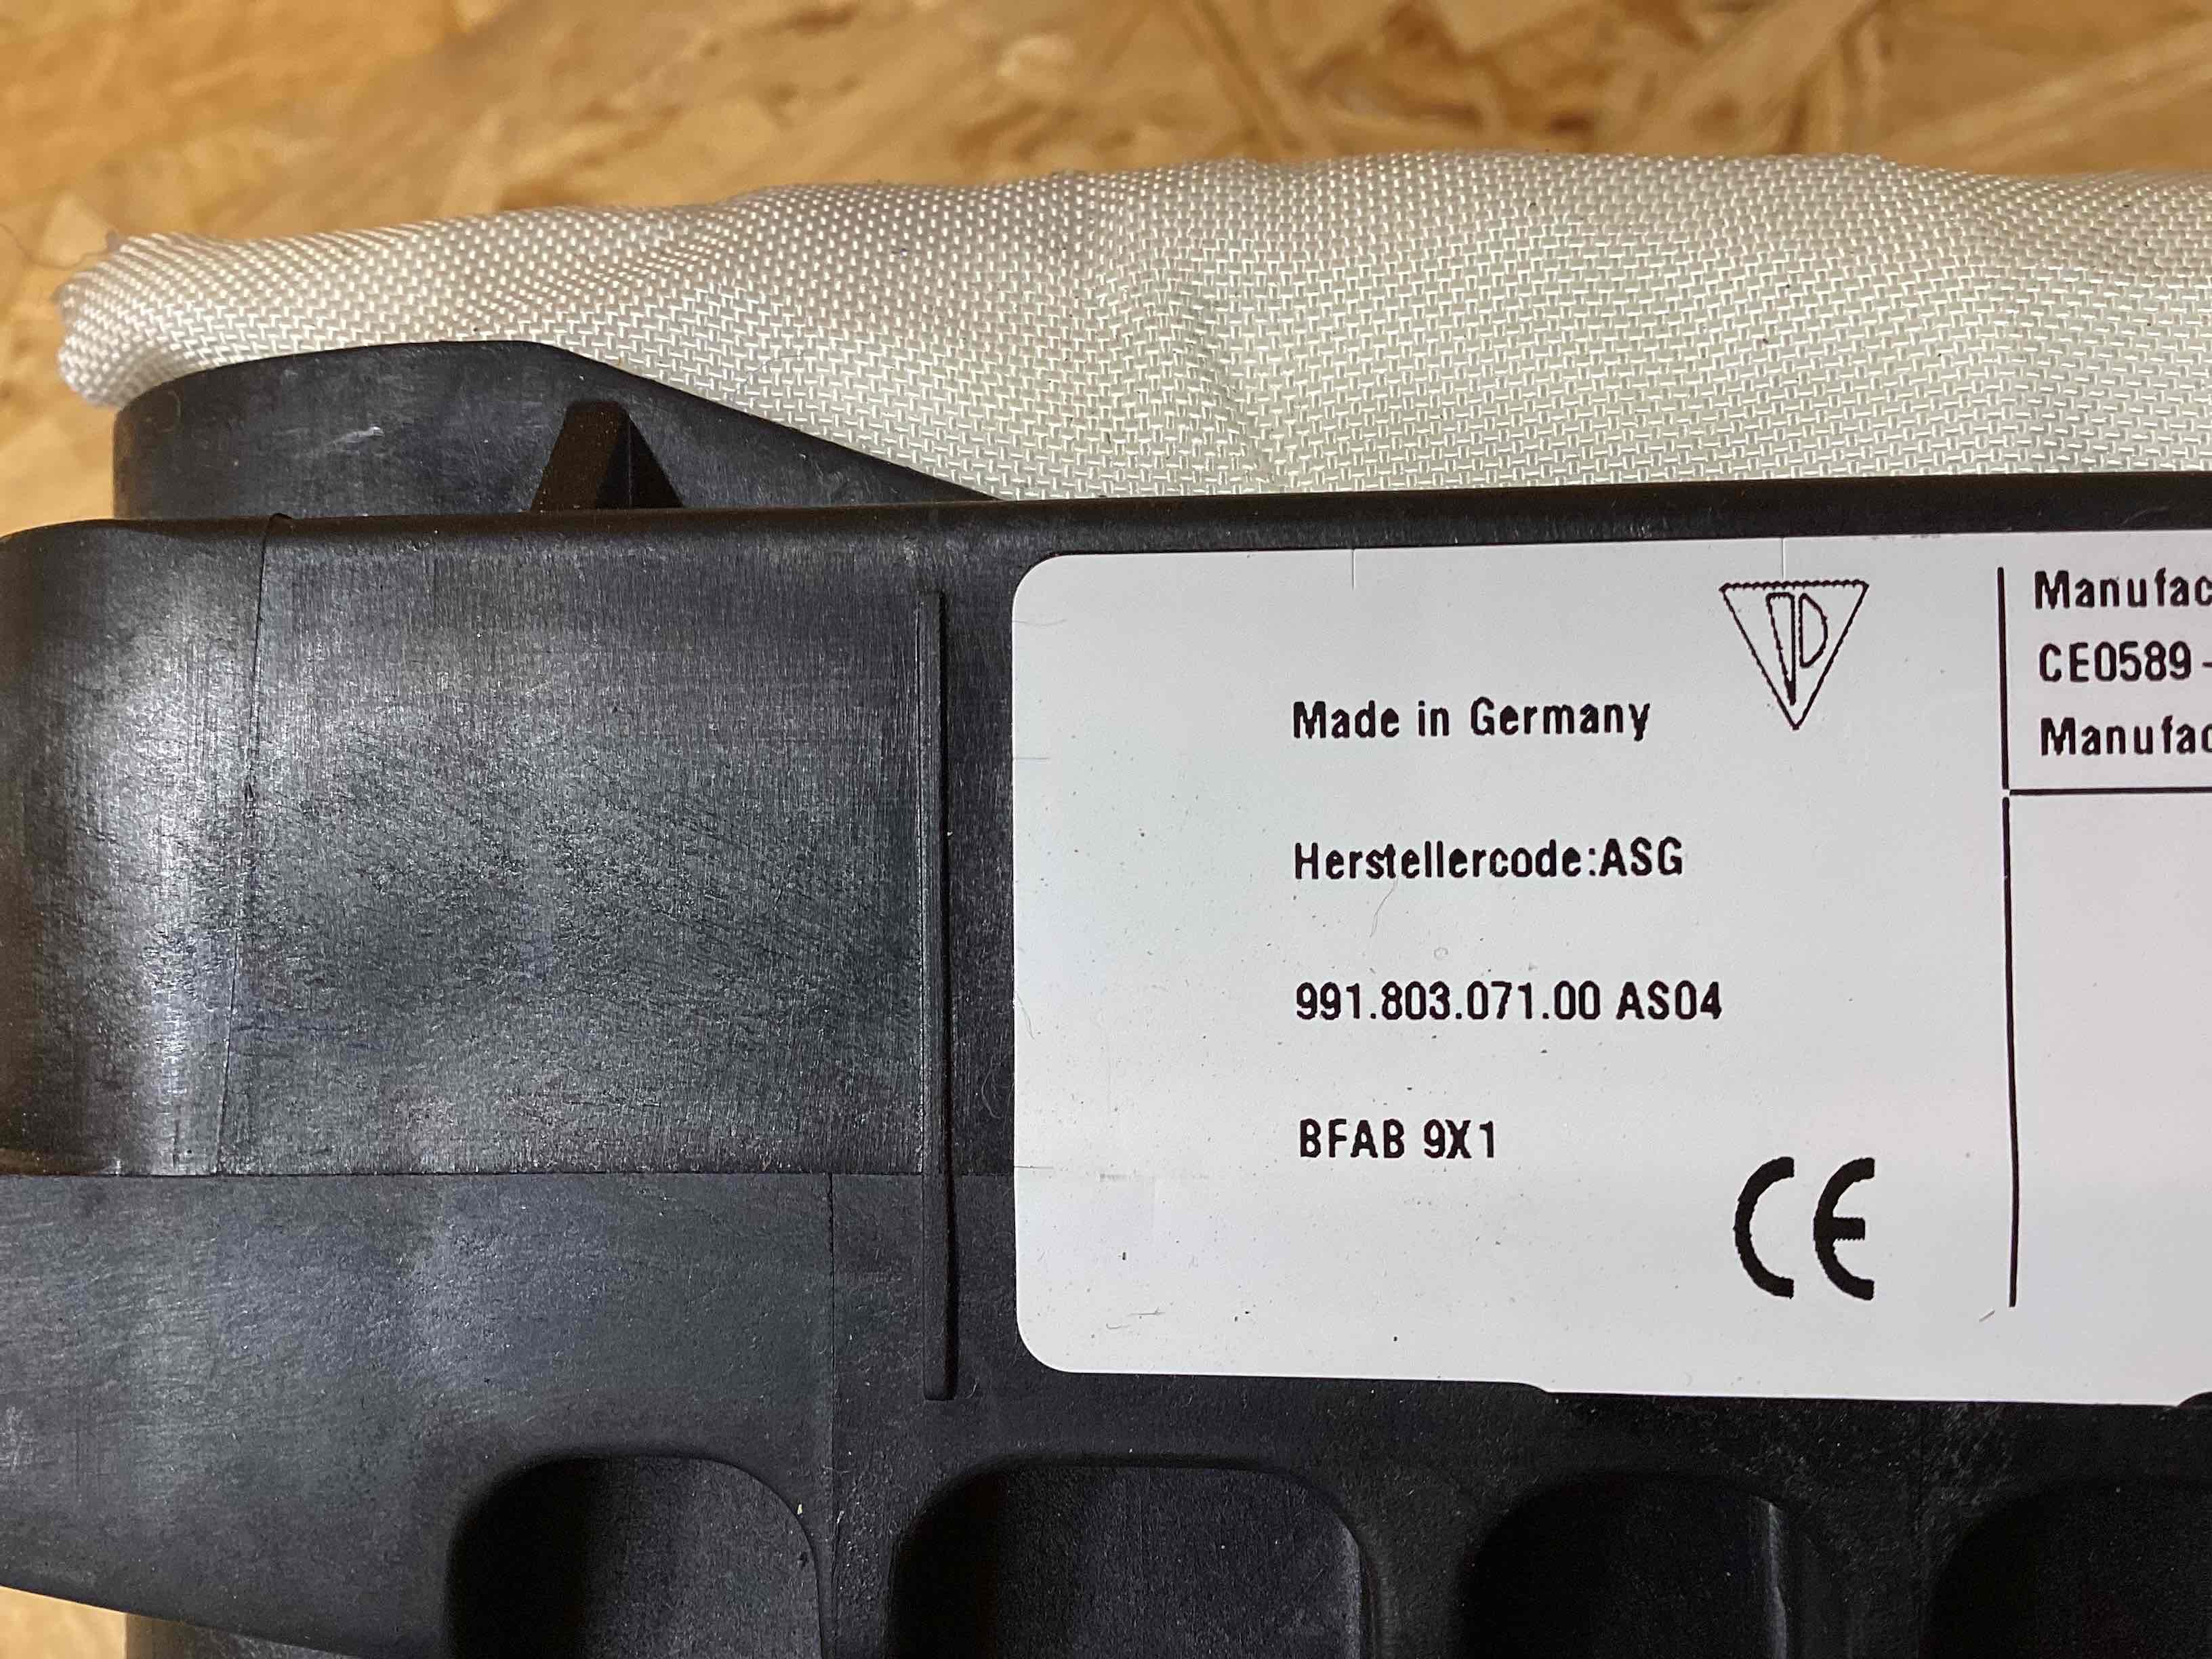 Made in Germany
Herstellercode:ASG
991.803.071.00 AS04
BFAB 9X1
CE
Manufac
CE0589 -
Manufac